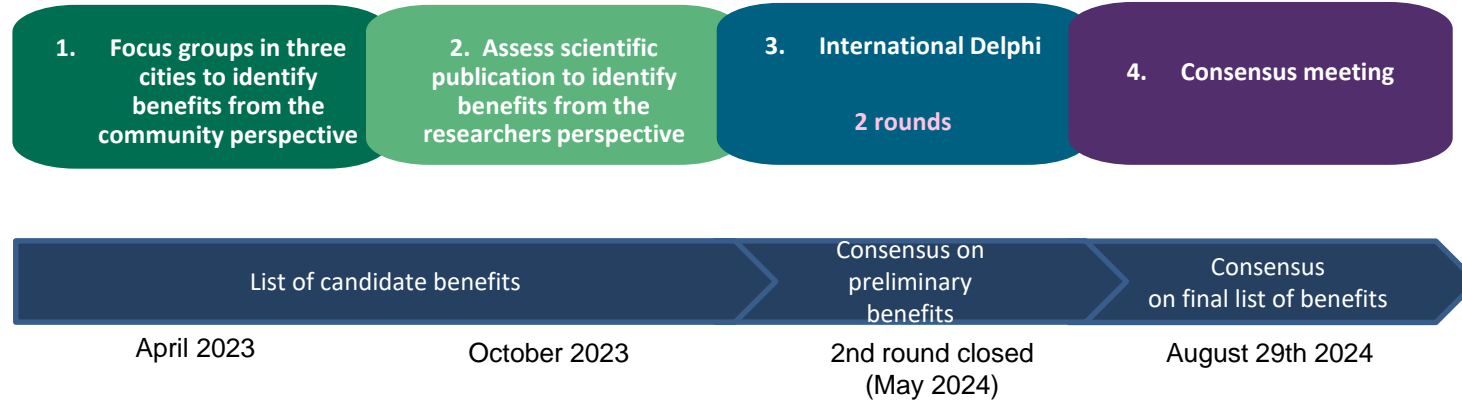 1. Focus groups in three
cities to identify
benefits from the
community perspective
2. Assess scientific
publication to identify
benefits from the
researchers perspective
3. International Delphi
2 rounds
4. Consensus meeting
List of candidate benefits
Consensus on
preliminary
benefits
Consensus
on final list of benefits
April 2023
October 2023
2nd round closed
(May 2024)
August 29th 2024